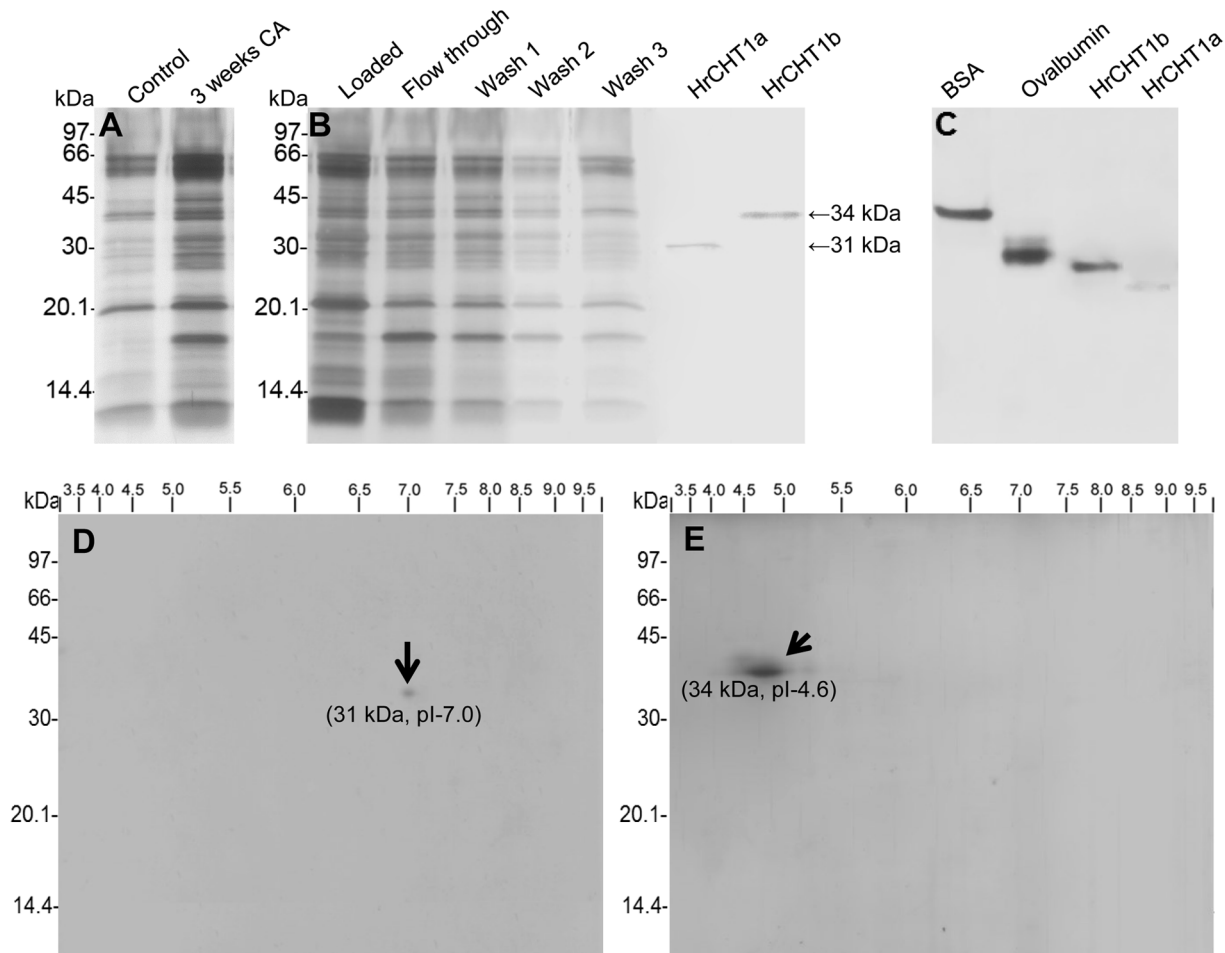 Control
3 weeks CA
kDa
A
97-
66-
45-
30-
20.1-
14.4-
Loaded
Flow through
Wash 1
Wash 2
Wash 3
HrCHT1a
HrCHT1b
kDa
B
97-
66-
45-
30-
20.1-
14.4-
←34 kDa
←31 kDa
BSA
Ovalbumin
HrCHT1b
HrCHT1a
C
kDa 3.5 4.0 4.5 5.0 5.5 6.0 6.5 7.0 7.5 8.0 8.5 9.0 9.5
D
97-
66-
45-
30-
20.1-
14.4-
(31 kDa, pI-7.0)
kDa 3.5 4.0 4.5 5.0 5.5 6.0 6.5 7.0 7.5 8.0 8.5 9.0 9.5
E
97-
66-
45-
30-
20.1-
14.4-
(34 kDa, pI-4.6)